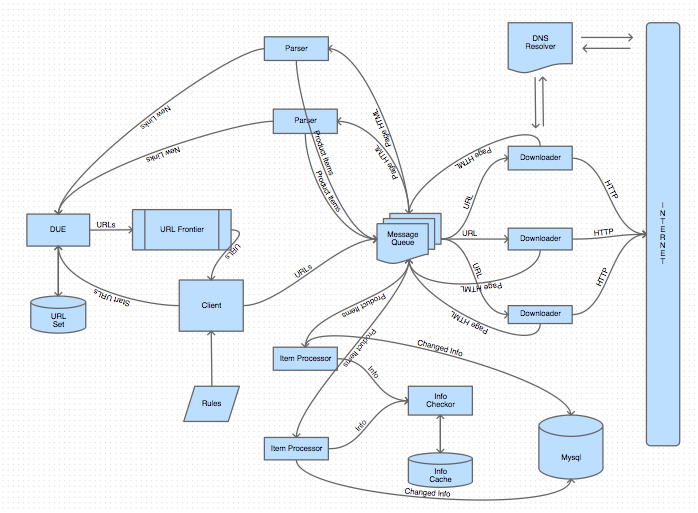 DNS
Resolver
Parser
New Links
Page HTML
Parser
New Links
Page HTML
Product Items
Product Items
Page HTML
Downloader
HTTP
INTERNET
URL
DUE
URLs
URL Frontier
URLs
Message
Queue
URL
Downloader
HTTP
URL
Page HTML
URL
Set
Start URLs
Client
URLs
Page HTML
Downloader
HTTP
Product Items
Product Items
Item Processor
Changed Info
Info
Rules
Info
Checkor
Info
Item Processor
Info
Cache
Mysql
Changed Info